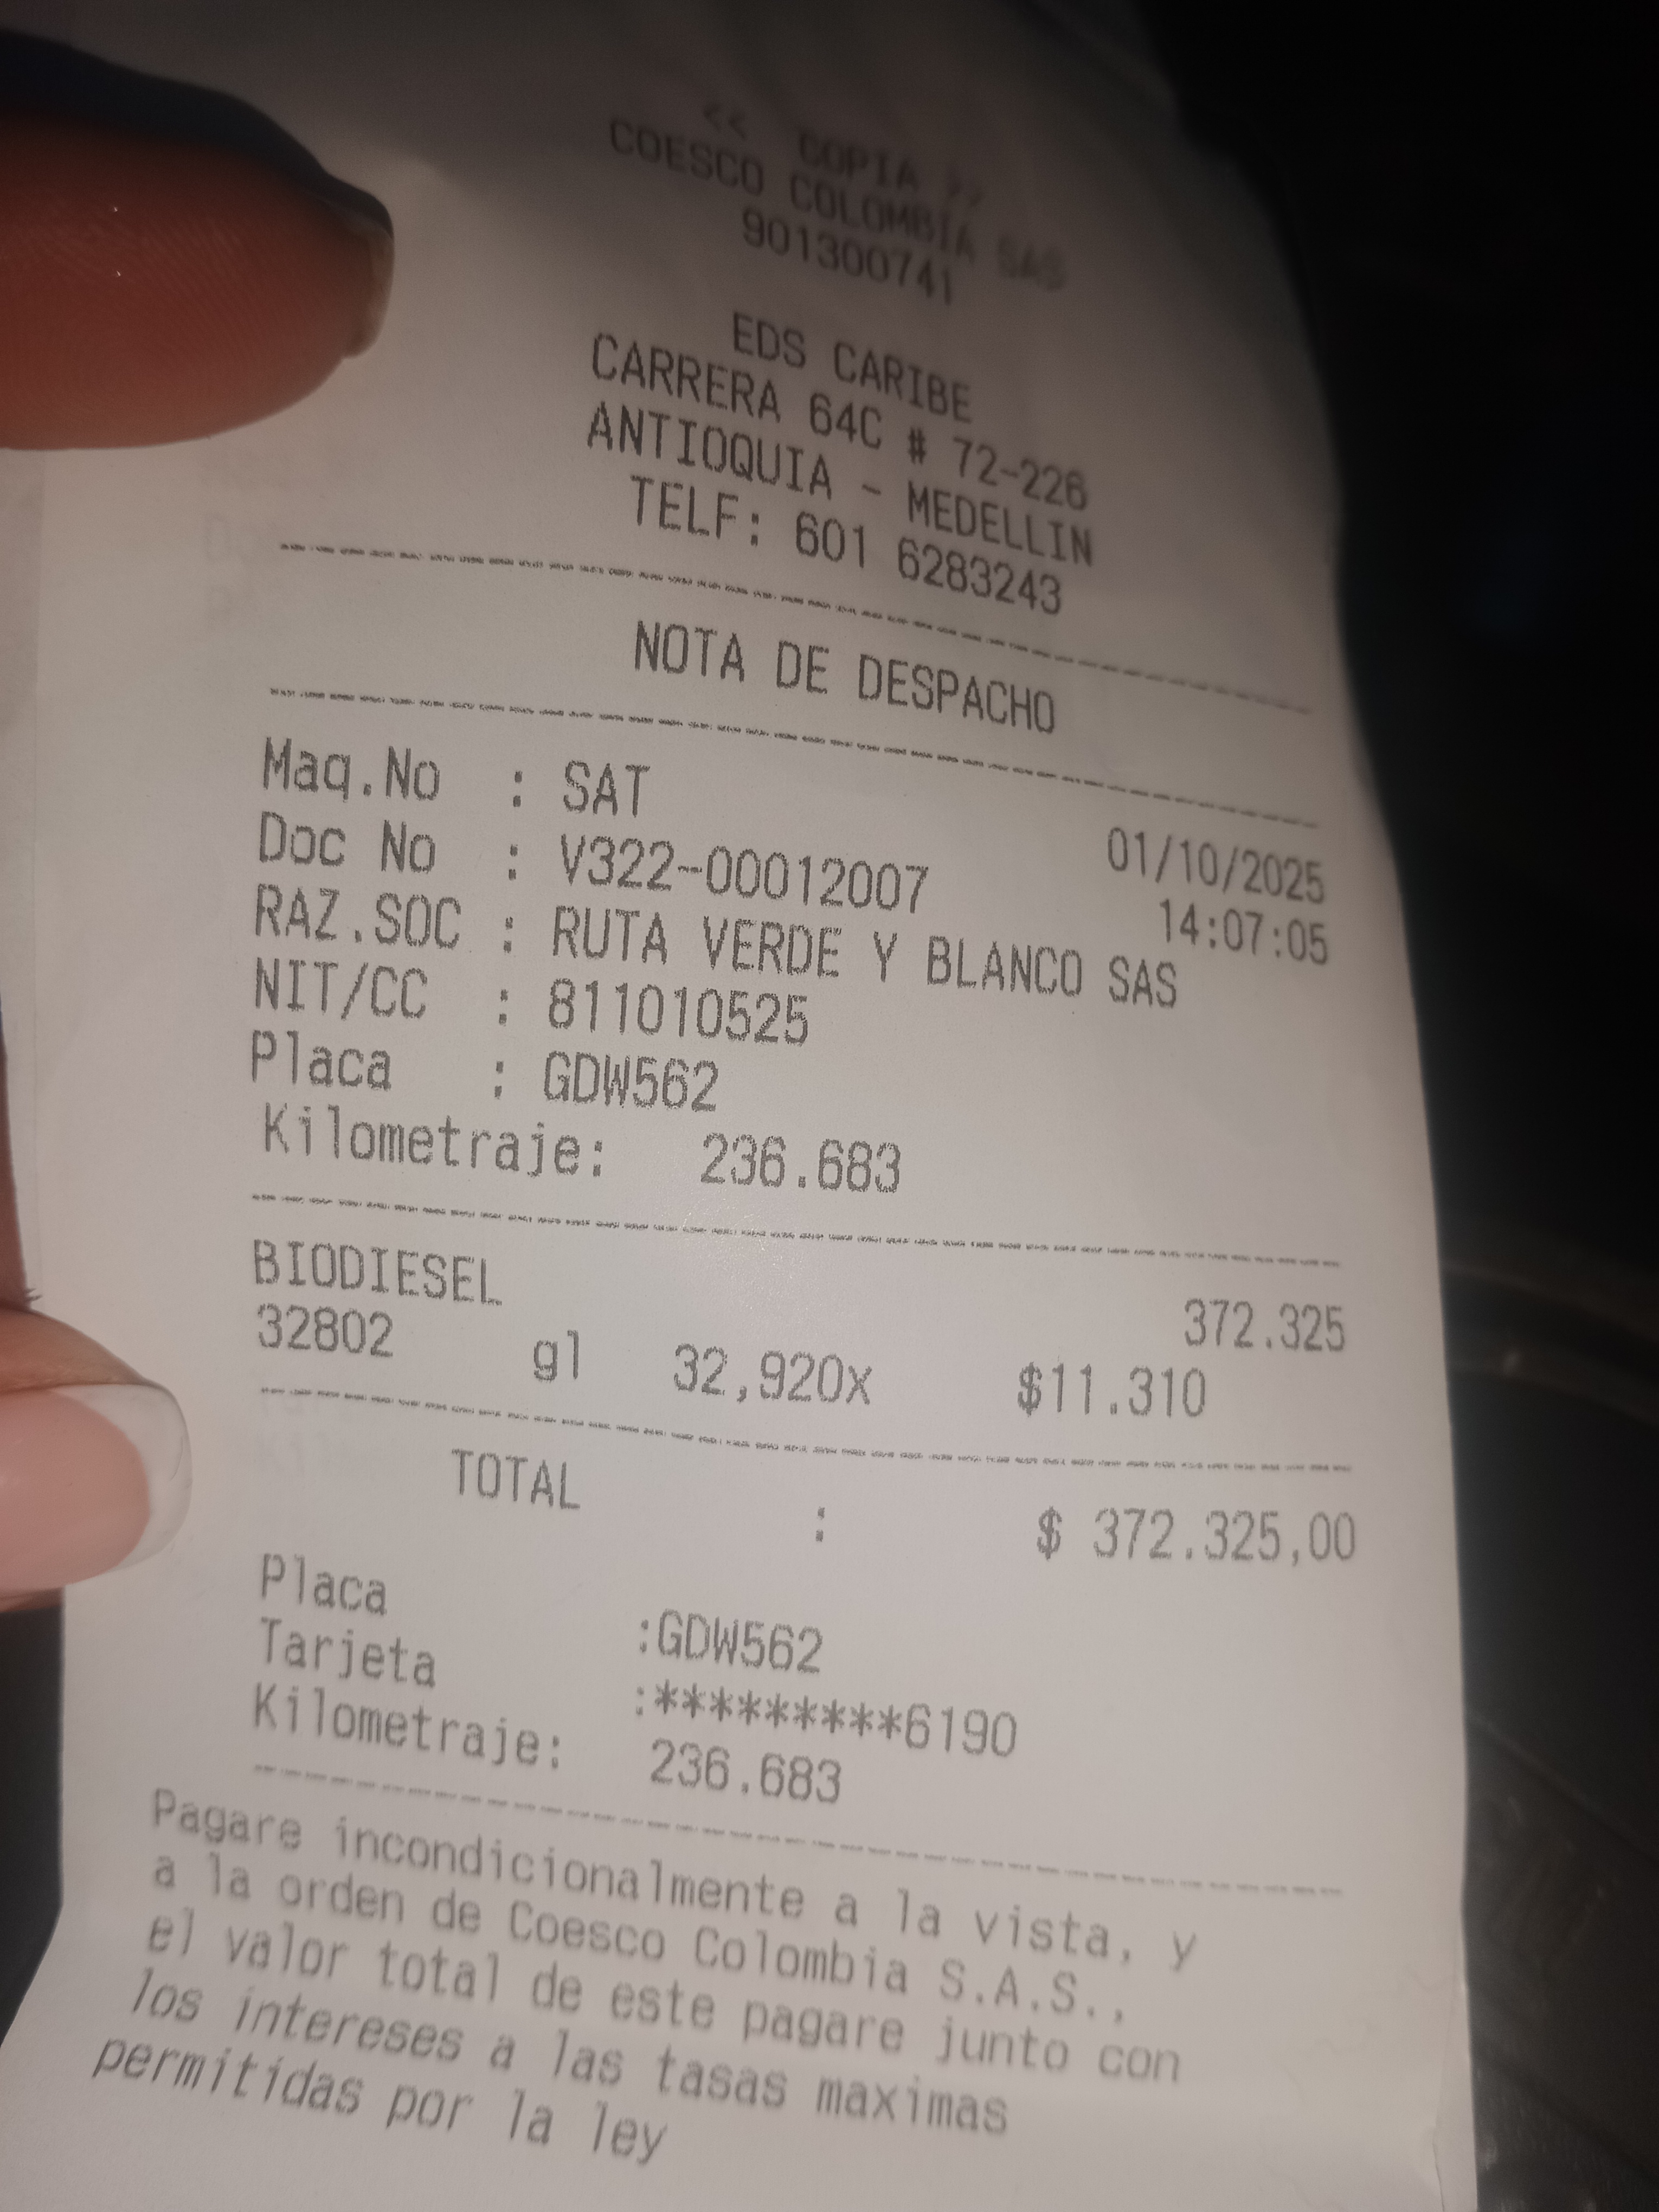 << COPIA >>
COESCO COLOMBIA SAS
901300741
EDS CARIBE
CARRERA 64C # 72-226
ANTIOQUIA - MEDELLIN
TELF: 601 6283243
NOTA DE DESPACHO
Maq.No : SAT 01/10/2025
Doc No : V322-00012007 14:07:05
RAZ.SOC : RUTA VERDE Y BLANCO SAS
NIT/CC : 811010525
Placa : GDW562
Kilometraje: 236.683
BIODIESEL 372.325
32802 gl 32,920x $11.310
TOTAL : $ 372.325,00
Placa :GDW562
Tarjeta :*********6190
Kilometraje: 236.683
Pagare incondicionalmente a la vista, y
a la orden de Coesco Colombia S.A.S.,
el valor total de este pagare junto con
los intereses a las tasas maximas
permitidas por la ley